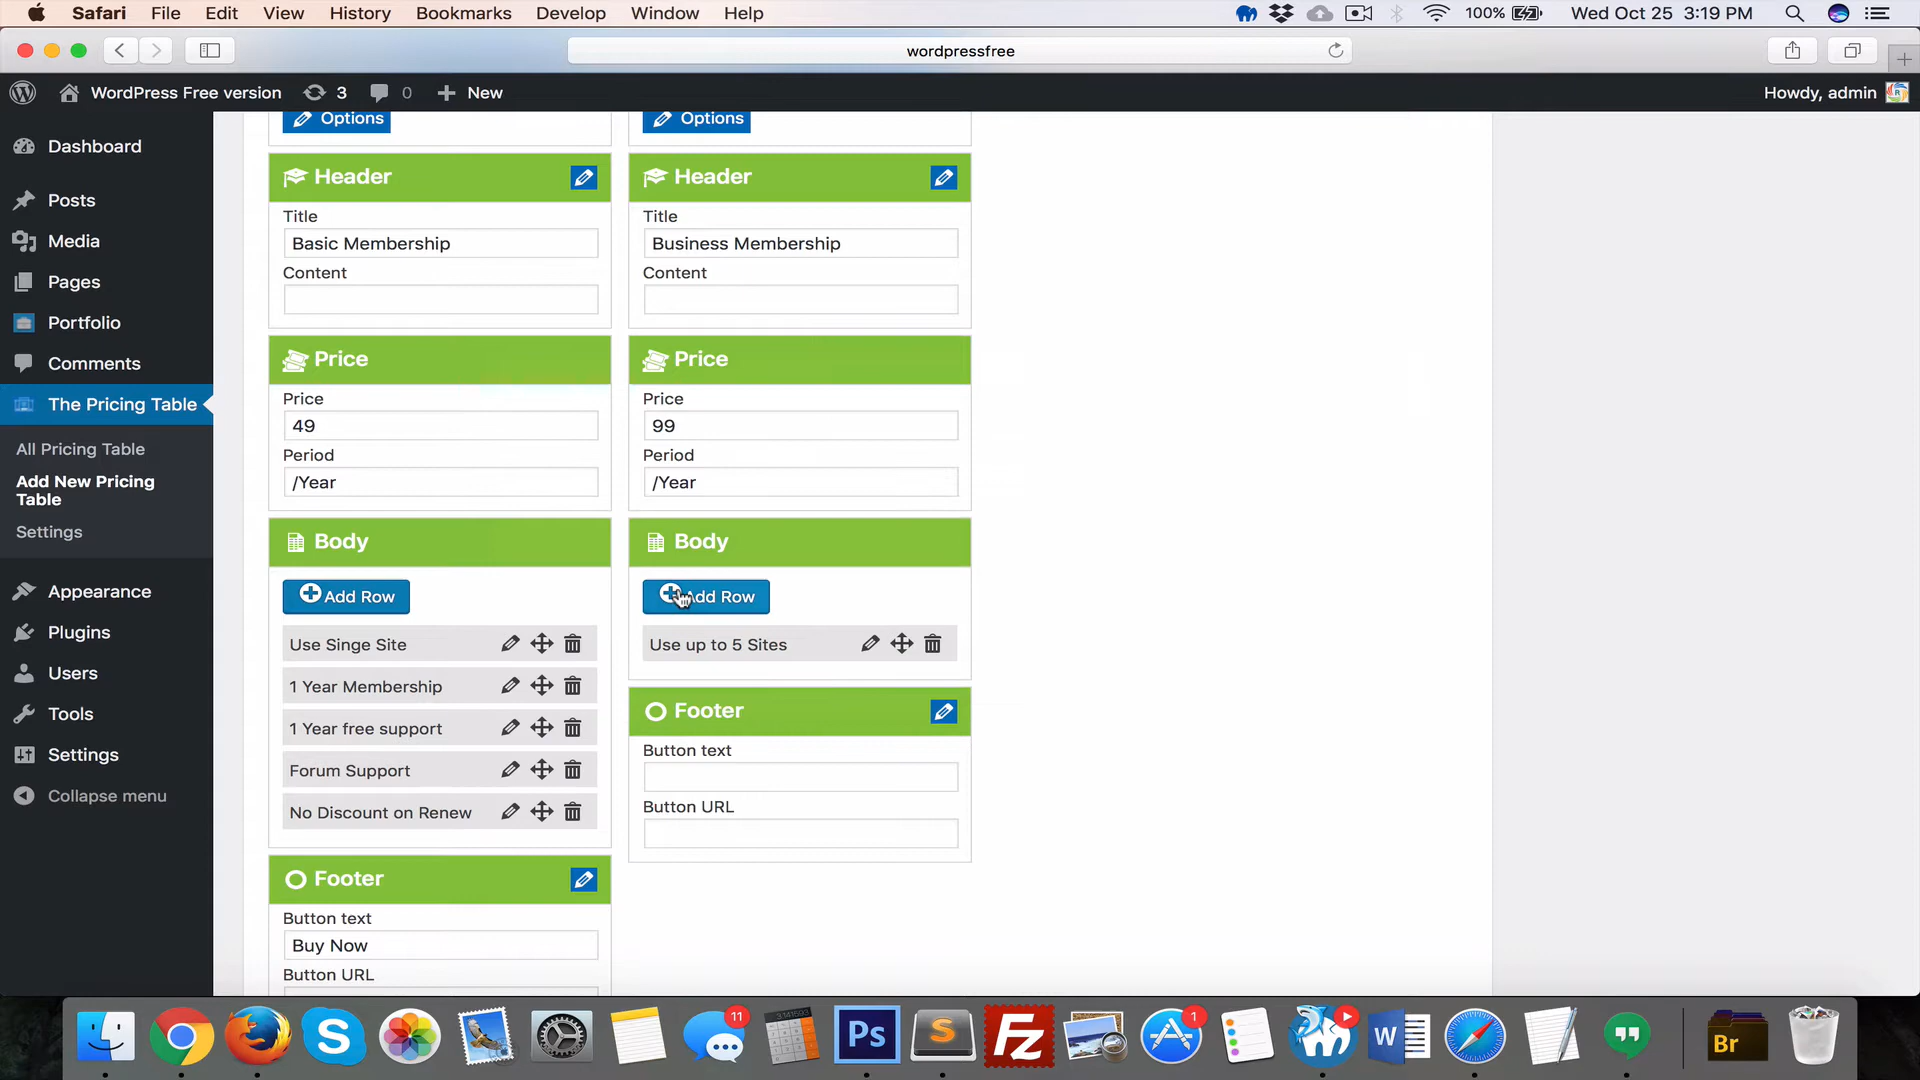 Safari File Edit View History Bookmarks Develop Window Help 100% Wed Oct 25 3:19 PM
wordpressfree
WordPress Free version 3 0 New Howdy, admin
Dashboard
Posts
Media
Pages
Portfolio
Comments
The Pricing Table
All Pricing Table
Add New Pricing
Table
Settings
Appearance
Plugins
Users
Tools
Settings
Collapse menu
Options
Header
Title
Basic Membership
Content
Price
Price
49
Period
/Year
Body
Add Row
Use Singe Site
1 Year Membership
1 Year free support
Forum Support
No Discount on Renew
Footer
Button text
Buy Now
Button URL
Options
Header
Title
Business Membership
Content
Price
Price
99
Period
/Year
Body
Add Row
Use up to 5 Sites
Footer
Button text
Button URL
11
3.141593
Ps
S
Fz
1
W
Br